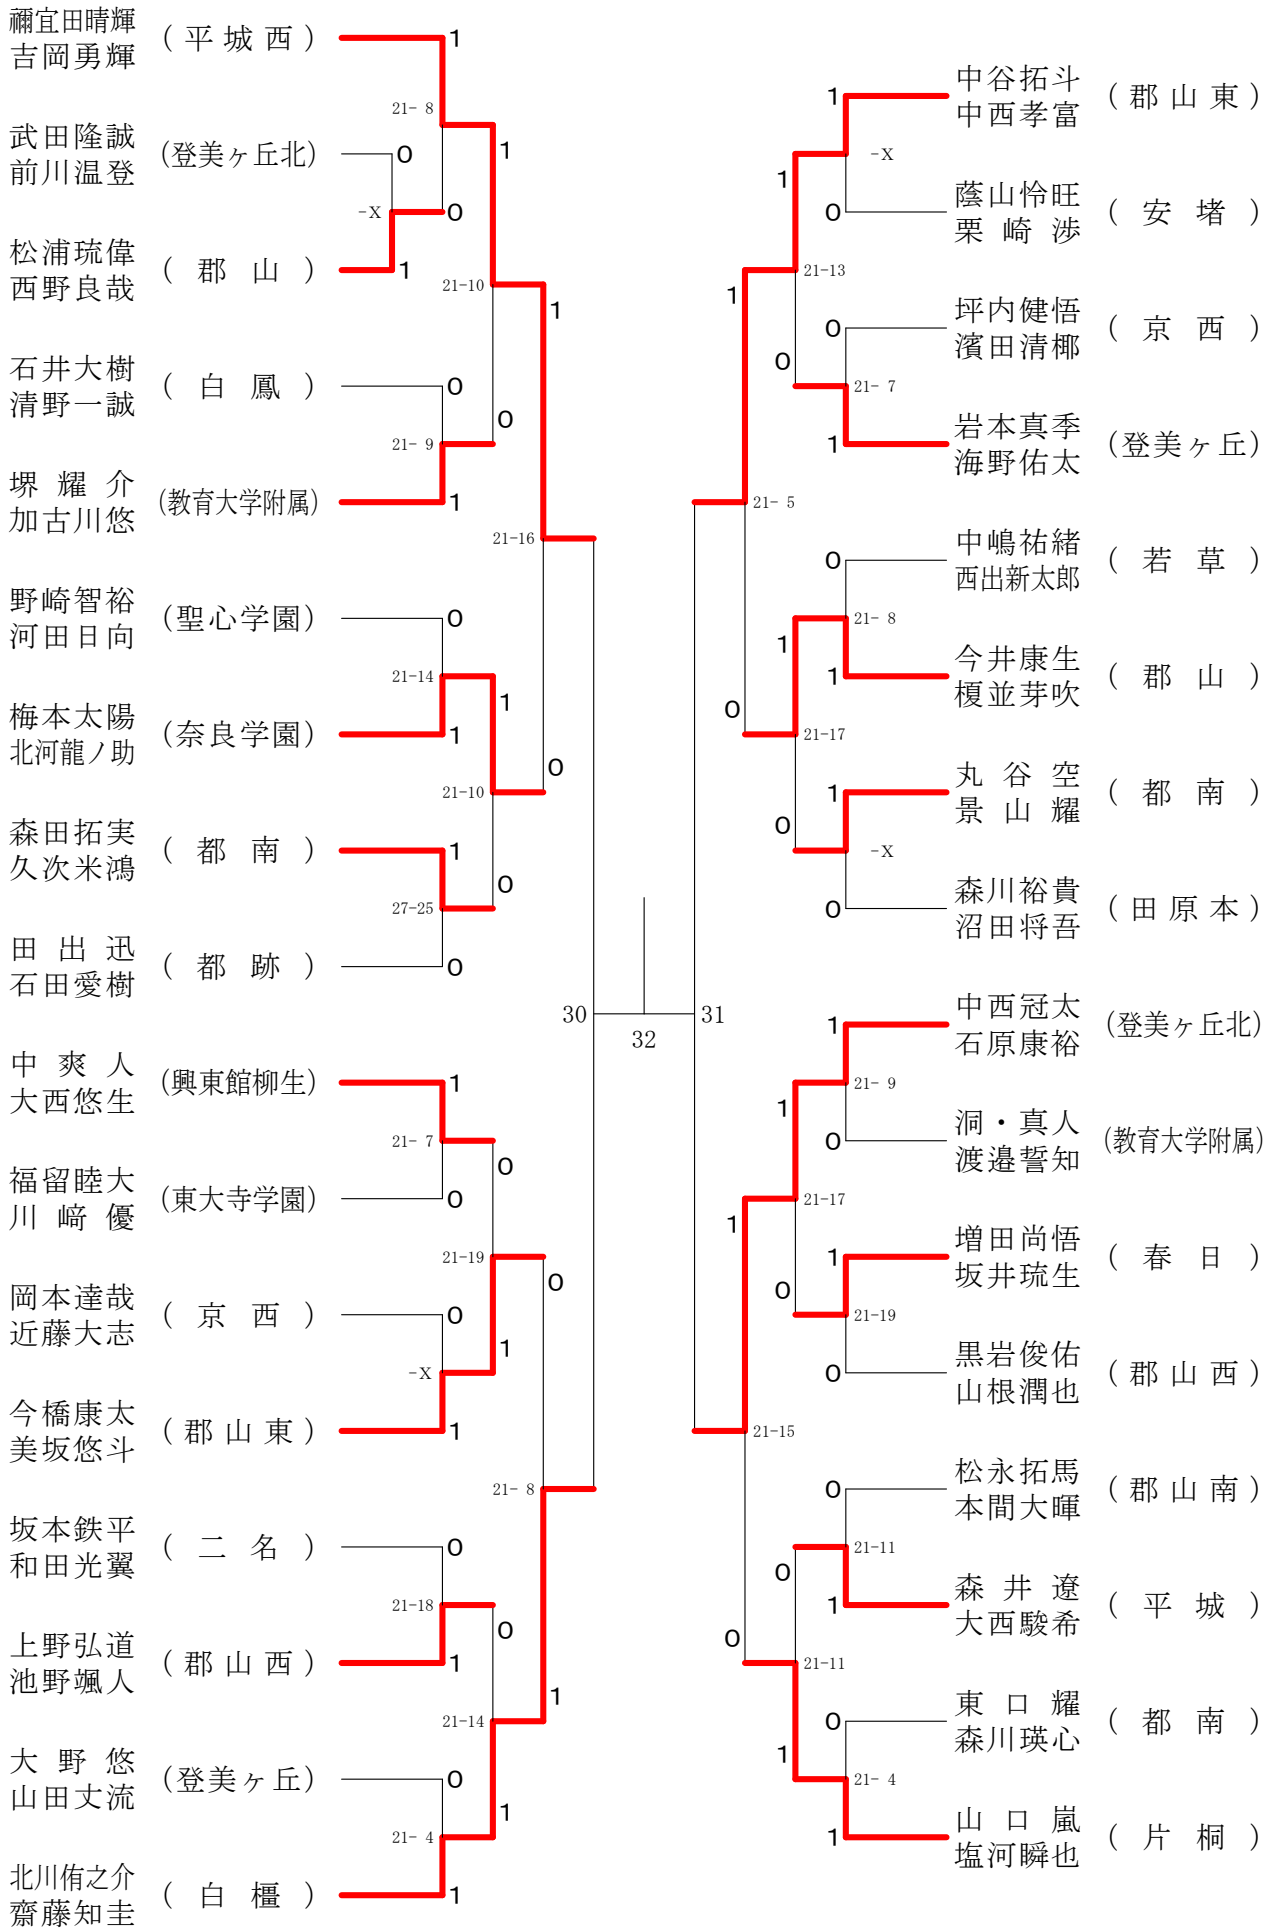 禰宜田晴輝
吉岡勇輝
(平城西)
1
21- 8
武田隆誠
前川温登
(登美ヶ丘北)
0
1
-X
0
松浦琉偉
西野良哉
(郡山)
1
21-10
1
石井大樹
清野一誠
(白鳳)
0
0
21- 9
堺耀介
加古川悠
(教育大学附属)
1
21-16
野崎智裕
河田日向
(聖心学園)
0
21-14
1
梅本太陽
北河龍ノ助
(奈良学園)
1
0
21-10
森田拓実
久次米鴻
(都南)
1
0
27-25
田出迅
石田愛樹
(都跡)
0
30
31
32
中爽人
大西悠生
(興東館柳生)
1
21- 7
0
福留睦大
川﨑優
(東大寺学園)
0
21-19
0
岡本達哉
近藤大志
(京西)
0
1
-X
今橋康太
美坂悠斗
(郡山東)
1
21- 8
坂本鉄平
和田光翼
(二名)
0
21-18
0
上野弘道
池野颯人
(郡山西)
1
1
21-14
大野悠
山田丈流
(登美ヶ丘)
0
1
21- 4
北川侑之介
齋藤知圭
(白橿)
1
1
中谷拓斗
中西孝富
(郡山東)
-X
1
0
蔭山怜旺
栗崎渉
(安堵)
21-13
1
0
坪内健悟
濱田清椰
(京西)
0
21- 7
1
岩本真季
海野佑太
(登美ヶ丘)
21- 5
0
中嶋祐緒
西出新太郎
(若草)
21- 8
1
1
今井康生
榎並芽吹
(郡山)
0
21-17
1
丸谷空
景山耀
(都南)
0
-X
0
森川裕貴
沼田将吾
(田原本)
1
中西冠太
石原康裕
(登美ヶ丘北)
21- 9
1
0
洞・真人
渡邉誓知
(教育大学附属)
21-17
1
1
増田尚悟
坂井琉生
(春日)
0
21-19
0
黒岩俊佑
山根潤也
(郡山西)
21-15
0
松永拓馬
本間大暉
(郡山南)
21-11
0
1
森井遼
大西駿希
(平城)
0
21-11
0
東口耀
森川瑛心
(都南)
1
21- 4
1
山口嵐
塩河瞬也
(片桐)